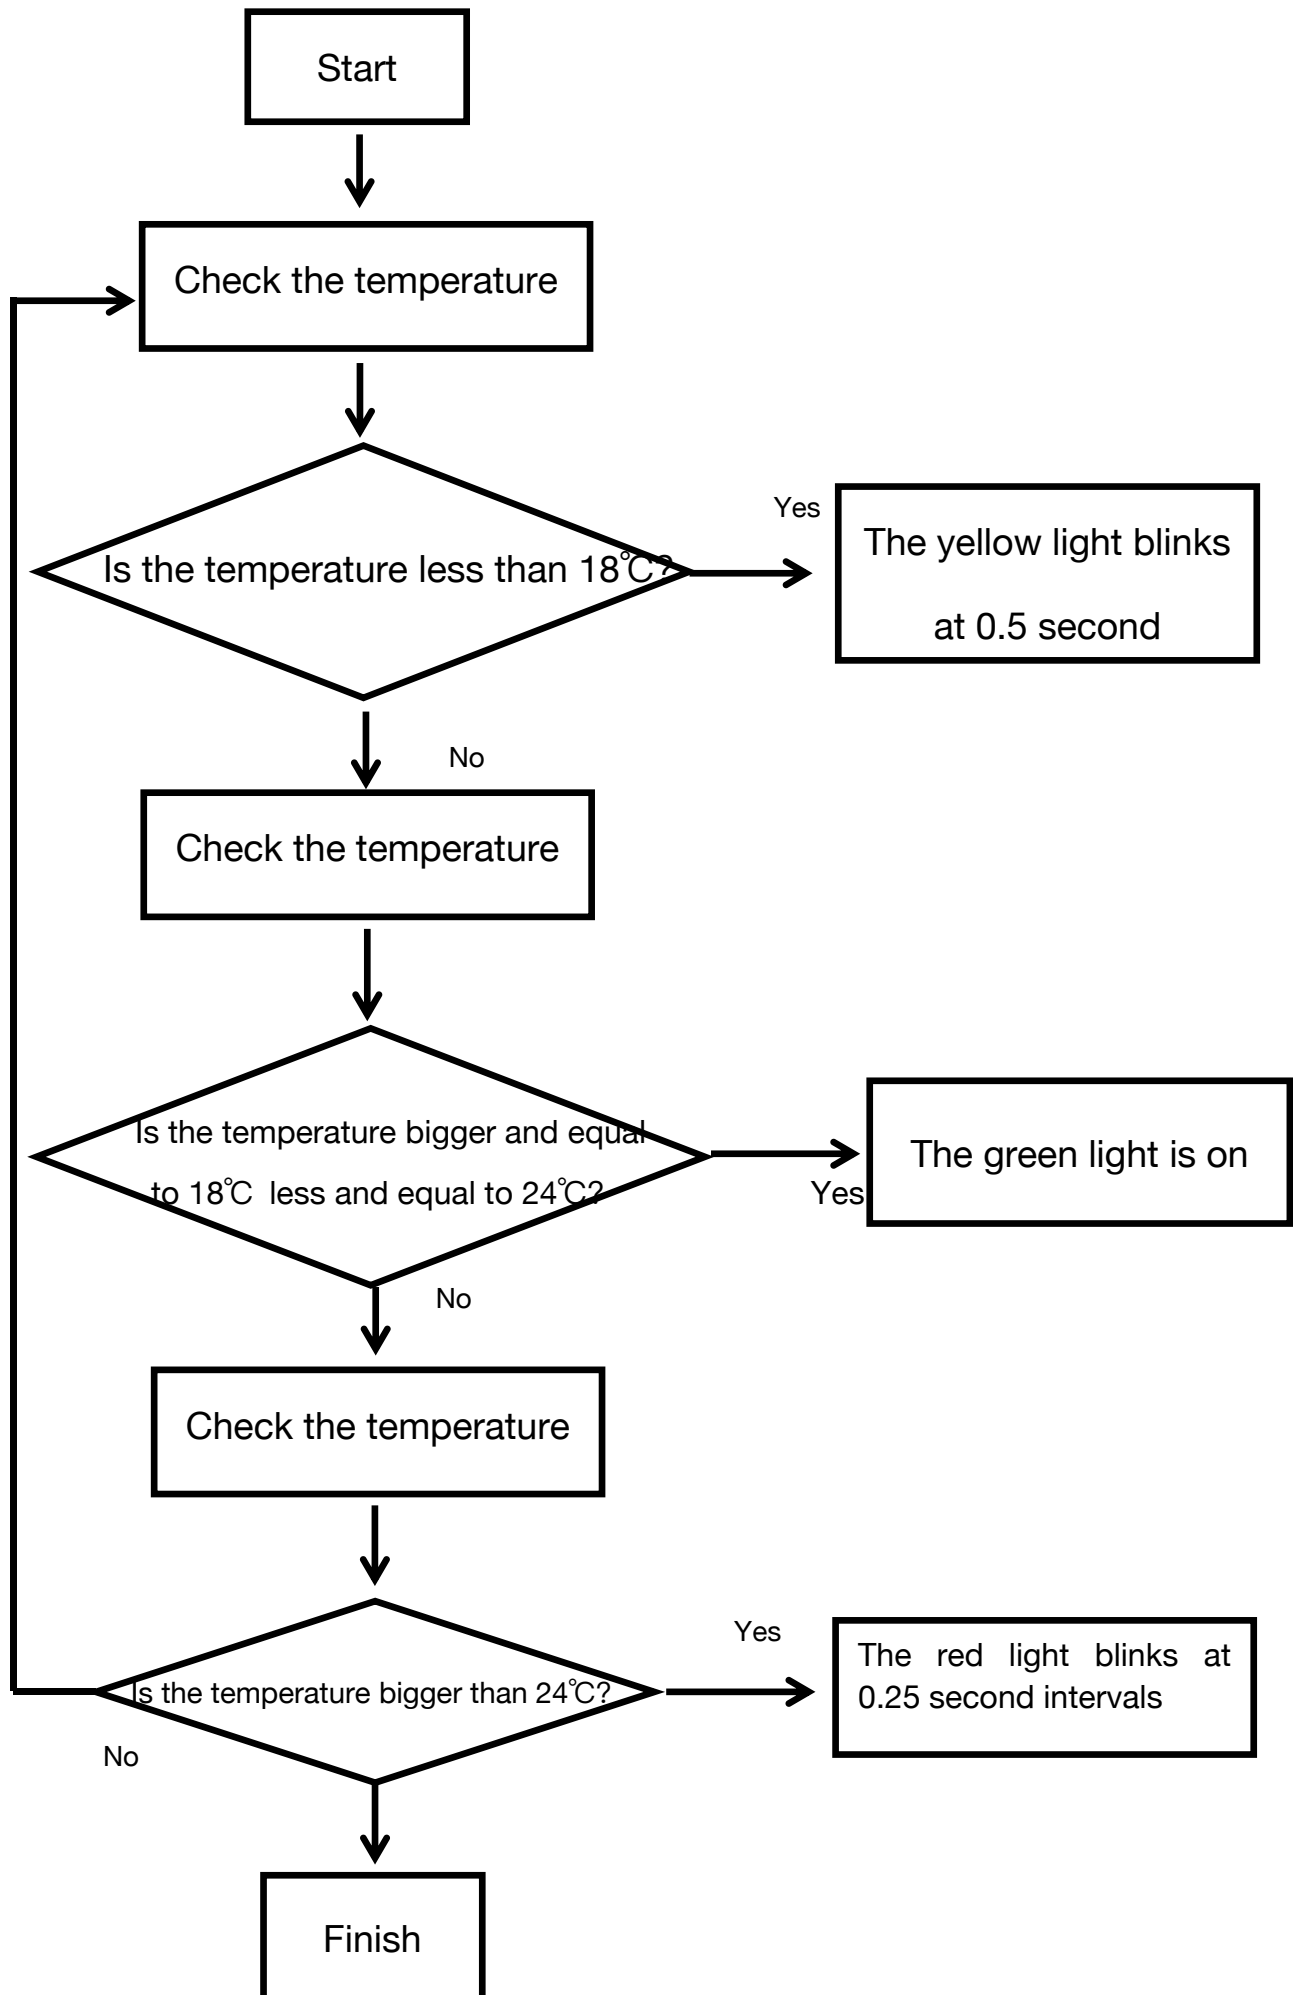 Start
Check the temperature
Is the temperature less than 18℃?
Yes
The yellow light blinks
at 0.5 second
No
Check the temperature
Is the temperature bigger and equal
to 18℃ less and equal to 24℃?
Yes
The green light is on
No
Check the temperature
Is the temperature bigger than 24℃?
Yes
The red light blinks at
0.25 second intervals
No
Finish